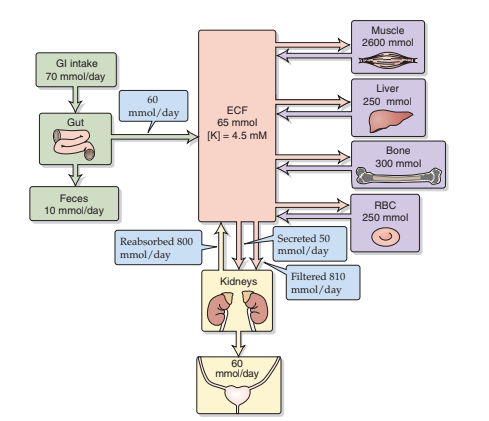 GI intake
70 mmol/day
Gut
60
mmol/day
Feces
10 mmol/day
ECF
65 mmol
[K] = 4.5 mM
Muscle
2600 mmol
Liver
250 mmol
Bone
300 mmol
RBC
250 mmol
Reabsorbed 800
mmol/day
Secreted 50
mmol/day
Filtered 810
mmol/day
Kidneys
60
mmol/day